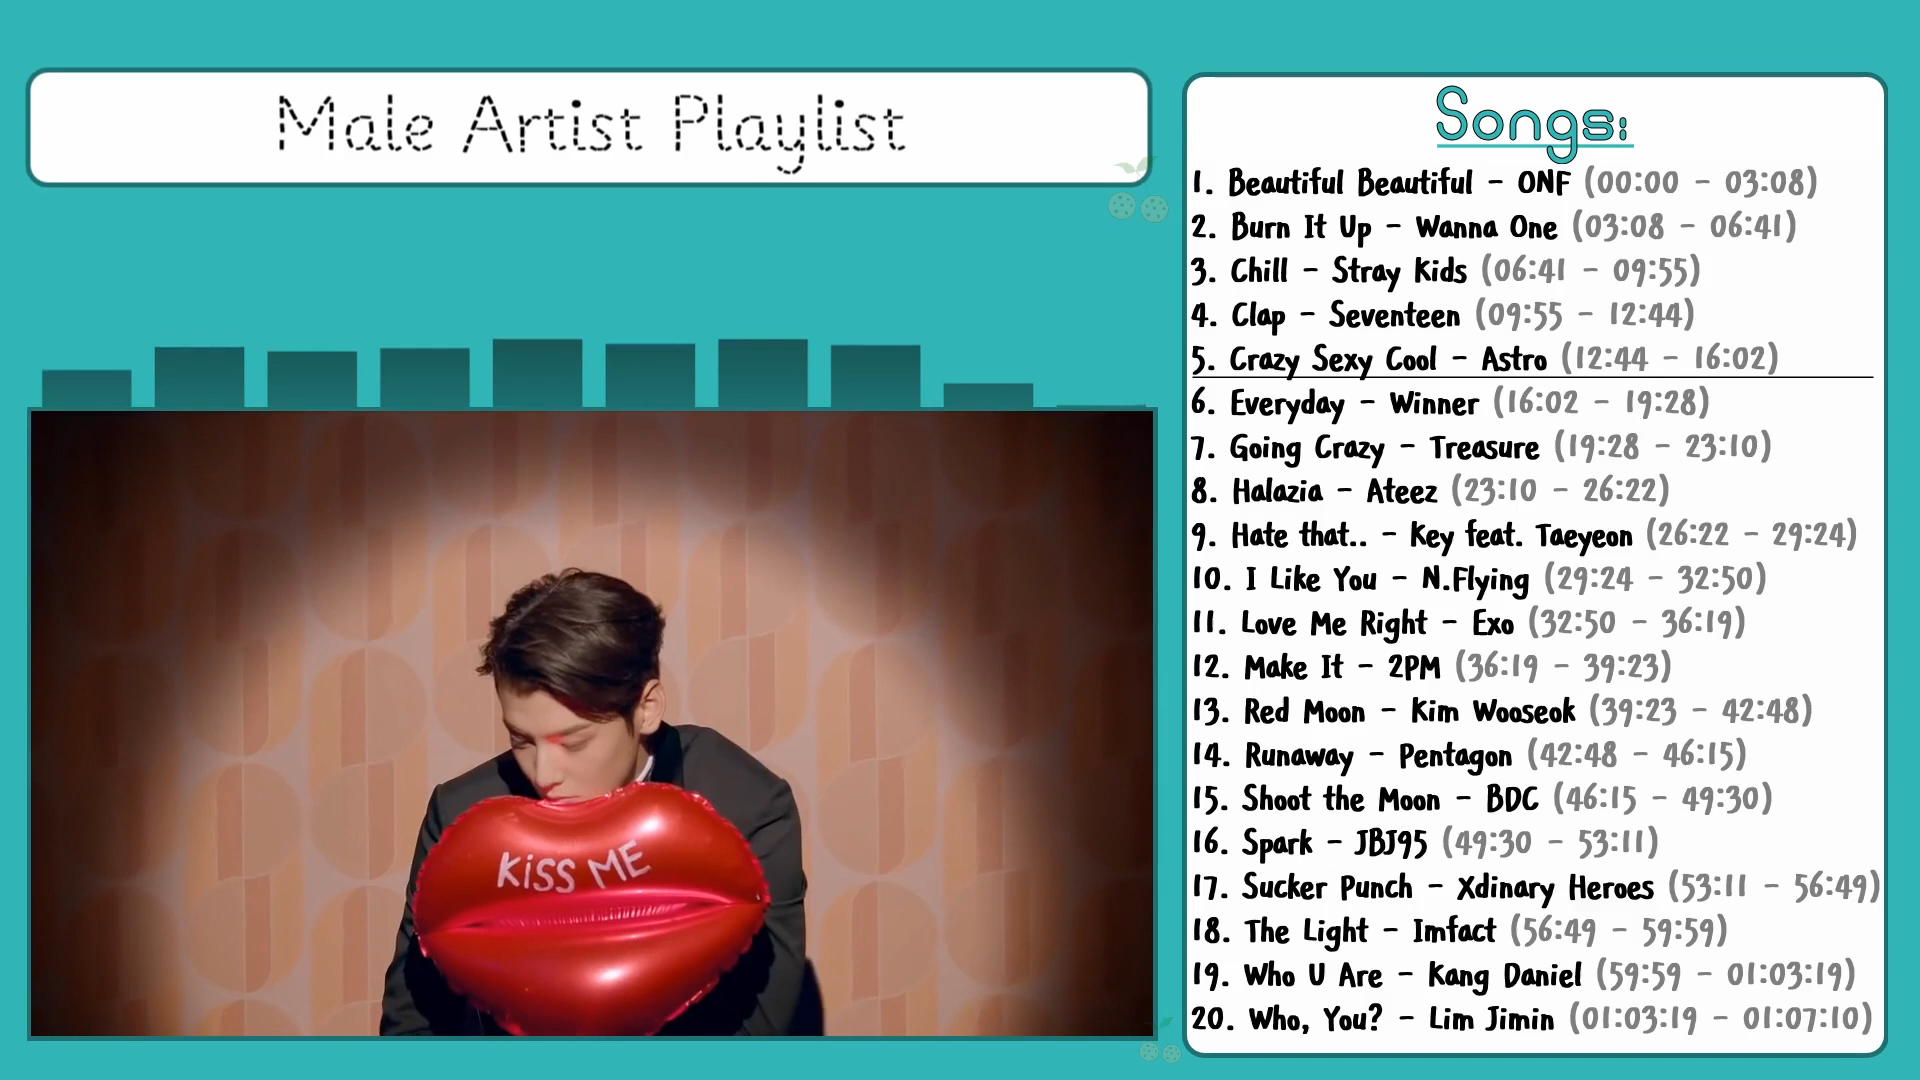 Male Artist Playlist
Songs:
1. Beautiful Beautiful - ONF (00:00 - 03:08)
2. Burn It Up - Wanna One (03:08 - 06:41)
3. Chill - Stray Kids (06:41 - 09:55)
4. Clap - Seventeen (09:55 - 12:44)
5. Crazy Sexy Cool - Astro (12:44 - 16:02)
6. Everyday - Winner (16:02 - 19:28)
7. Going Crazy - Treasure (19:28 - 23:10)
8. Halazia - Ateez (23:10 - 26:22)
9. Hate that.. - Key feat. Taeyeon (26:22 - 29:24)
10. I Like You - N.Flying (29:24 - 32:50)
11. Love Me Right - Exo (32:50 - 36:19)
12. Make It - 2PM (36:19 - 39:23)
13. Red Moon - Kim Wooseok (39:23 - 42:48)
14. Runaway - Pentagon (42:48 - 46:15)
15. Shoot the Moon - BDC (46:15 - 49:30)
16. Spark - JBJ95 (49:30 - 53:11)
17. Sucker Punch - Xdinary Heroes (53:11 - 56:49)
18. The Light - Imfact (56:49 - 59:59)
19. Who U Are - Kang Daniel (59:59 - 01:03:19)
20. Who, You? - Lim Jimin (01:03:19 - 01:07:10)
KiSS ME